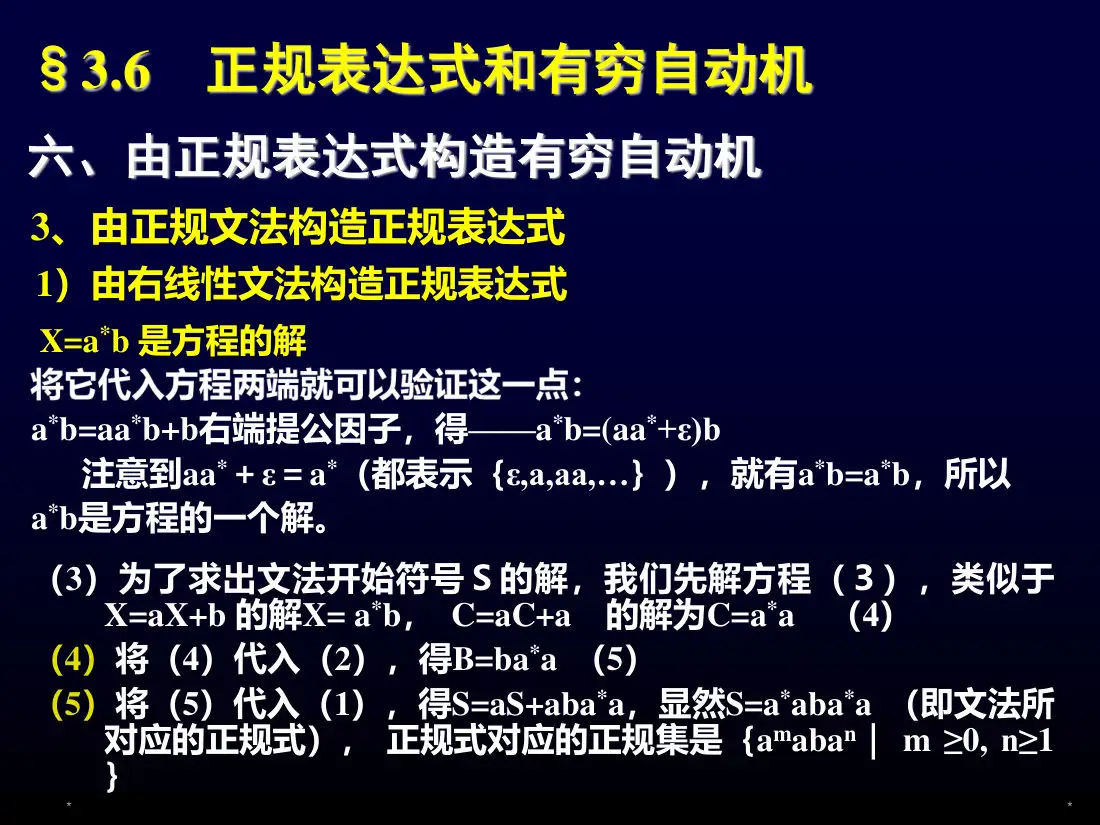 §3.6 正规表达式和有穷自动机
六、由正规表达式构造有穷自动机
3、由正规文法构造正规表达式
1）由右线性文法构造正规表达式
X=a*b 是方程的解
将它代入方程两端就可以验证这一点：
a*b=aa*b+b右端提公因子，得——a*b=(aa*+ε)b
注意到aa*＋ε＝a*（都表示｛ε,a,aa,…｝），就有a*b=a*b，所以
a*b是方程的一个解。
（3）为了求出文法开始符号Ｓ的解，我们先解方程（３），类似于
X=aX+b 的解X= a*b， C=aC+a 的解为C=a*a （4）
（4）将（4）代入（2），得B=ba*a （5）
（5）将（5）代入（1），得S=aS+aba*a，显然S=a*aba*a （即文法所
对应的正规式）， 正规式对应的正规集是｛aᵐabaⁿ｜ m ≥0, n≥1
｝
* *